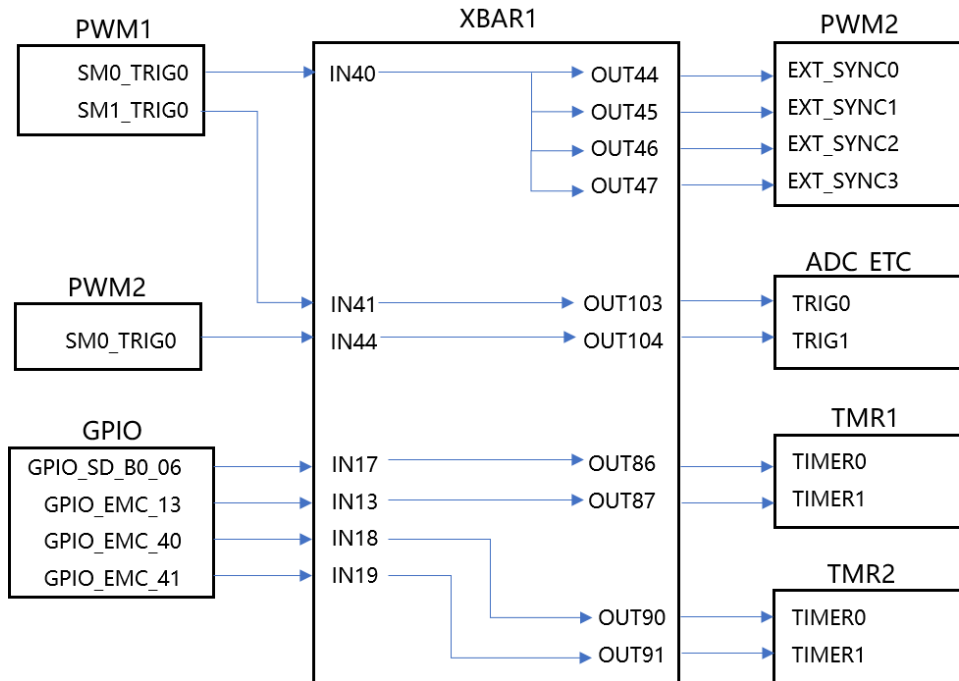 PWM1
SM0_TRIG0
SM1_TRIG0
PWM2
SM0_TRIG0
GPIO
GPIO_SD_B0_06
GPIO_EMC_13
GPIO_EMC_40
GPIO_EMC_41
XBAR1
IN40
IN41
IN44
IN17
IN13
IN18
IN19
OUT44
OUT45
OUT46
OUT47
OUT103
OUT104
OUT86
OUT87
OUT90
OUT91
PWM2
EXT_SYNC0
EXT_SYNC1
EXT_SYNC2
EXT_SYNC3
ADC_ETC
TRIG0
TRIG1
TMR1
TIMER0
TIMER1
TMR2
TIMER0
TIMER1